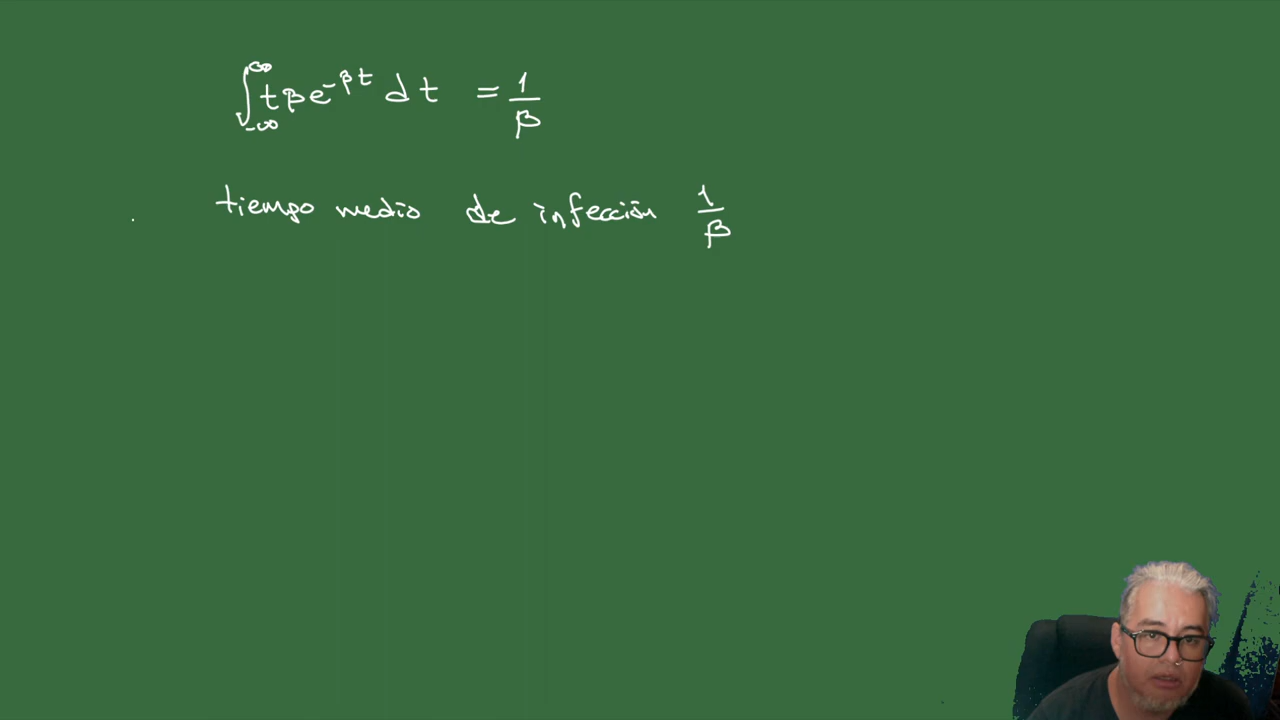 ∫_{-∞}^{∞} tβe^{-βt} dt = 1/β
tiempo medio de infección 1/β